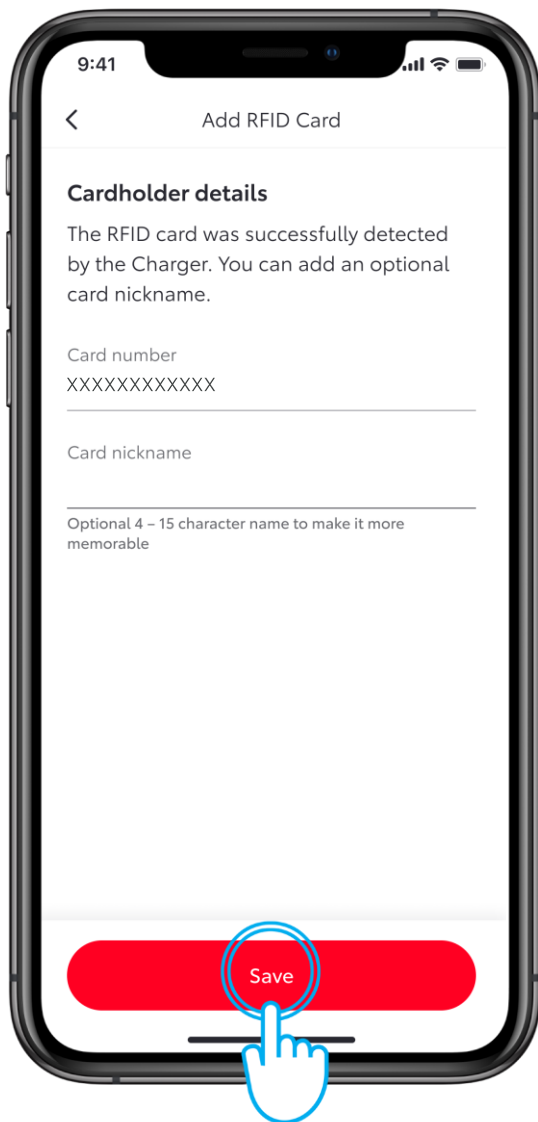 9:41
Add RFID Card
Cardholder details
The RFID card was successfully detected
by the Charger. You can add an optional
card nickname.
Card number
XXXXXXXXXXXX
Card nickname
Optional 4 – 15 character name to make it more
memorable
Save